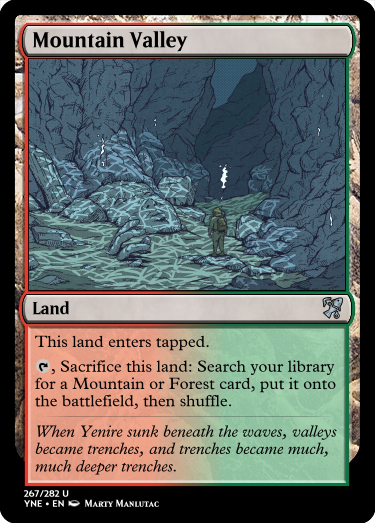 Mountain Valley
Land
This land enters tapped.
, Sacrifice this land: Search your library
for a Mountain or Forest card, put it onto
the battlefield, then shuffle.
When Yenire sunk beneath the waves, valleys
became trenches, and trenches became much,
much deeper trenches.
267/282 U
YNE • EN Marty Manlutac